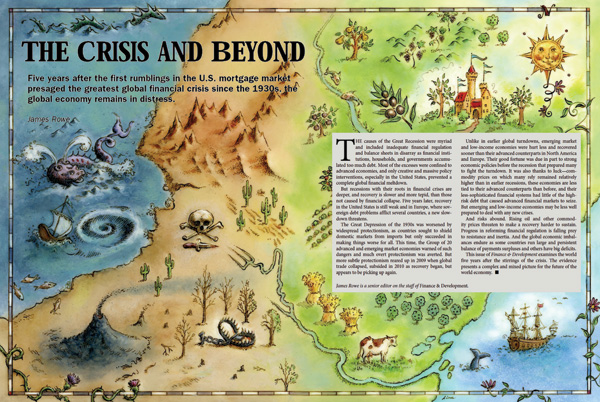 THE CRISIS AND BEYOND
Five years after the first rumblings in the U.S. mortgage market
presaged the greatest global financial crisis since the 1930s, the
global economy remains in distress.
James Rowe
THE causes of the Great Recession were myriad
and included inadequate financial regulation
and balance sheets in disarray as financial insti-
tutions, households, and governments accumu-
lated too much debt. Most of the excesses were confined to
advanced economies, and only creative and massive policy
interventions, especially in the United States, prevented a
complete global financial meltdown.
But recessions with their roots in financial crises are
deeper, and recovery is slower and more tepid, than those
not caused by financial collapse. Five years later, recovery
in the United States is still weak and in Europe, where sov-
ereign debt problems afflict several countries, a new slow-
down threatens.
The Great Depression of the 1930s was worsened by
widespread protectionism, as countries sought to shield
domestic markets from imports but only succeeded in
making things worse for all. This time, the Group of 20
advanced and emerging market economies warned of such
dangers and much overt protectionism was averted. But
more subtle protectionism roared up in 2009 when global
trade collapsed, subsided in 2010 as recovery began, but
appears to be picking up again.
Unlike in earlier global turndowns, emerging market
and low-income economies were hurt less and recovered
sooner than their advanced counterparts in North America
and Europe. Their good fortune was due in part to strong
economic policies before the recession that prepared many
to fight the turndown. It was also thanks to luck—com-
modity prices on which many rely remained relatively
higher than in earlier recessions, these economies are less
tied to their advanced counterparts than before, and their
less-sophisticated financial systems had little of the high-
risk debt that caused advanced financial markets to seize.
But emerging and low-income economies may be less well
prepared to deal with any new crises.
And risks abound. Rising oil and other commod-
ity prices threaten to make a recovery harder to sustain.
Progress in reforming financial regulation is falling prey
to resistance and inertia. And the global economic imbal-
ances endure as some countries run large and persistent
balance of payments surpluses and others have big deficits.
This issue of Finance & Development examines the world
five years after the stirrings of the crisis. The evidence
presents a complex and mixed picture for the future of the
world economy. ■
James Rowe is a senior editor on the staff of Finance & Development.